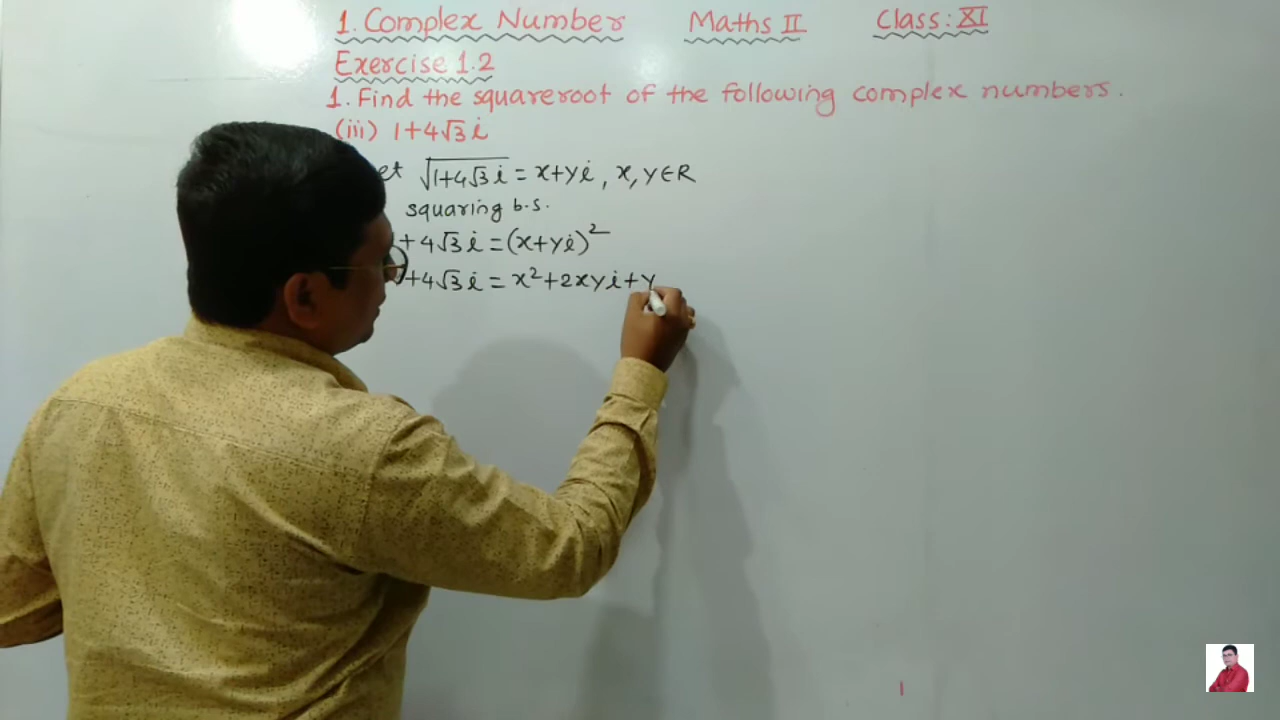 1. Complex Number Maths II Class: XI
Exercise 1.2
1. Find the squareroot of the following complex numbers.
(iii) 1+4√3 i
et √1+4√3 i = x+yi, x, y∈R
squaring b.s.
+ 4√3 i = (x+yi)²
+4√3 i = x²+2xyi+y